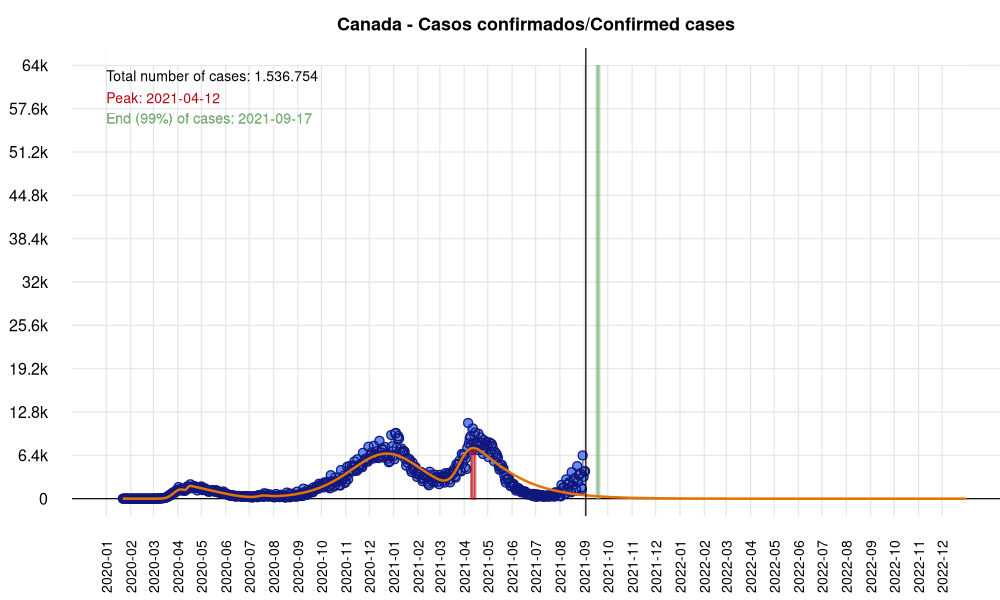 Canada - Casos confirmados/Confirmed cases
Total number of cases: 1.536.754
Peak: 2021-04-12
End (99%) of cases: 2021-09-17
64k
57.6k
51.2k
44.8k
38.4k
32k
25.6k
19.2k
12.8k
6.4k
0
2020-01
2020-02
2020-03
2020-04
2020-05
2020-06
2020-07
2020-08
2020-09
2020-10
2020-11
2020-12
2021-01
2021-02
2021-03
2021-04
2021-05
2021-06
2021-07
2021-08
2021-09
2021-10
2021-11
2021-12
2022-01
2022-02
2022-03
2022-04
2022-05
2022-06
2022-07
2022-08
2022-09
2022-10
2022-11
2022-12